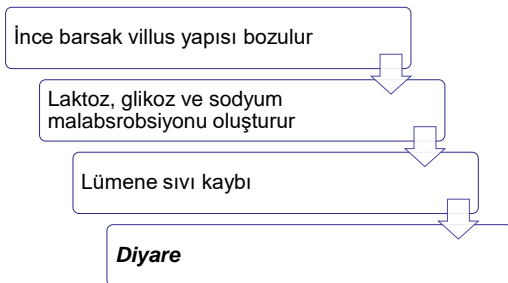 İnce barsak villus yapısı bozulur
Laktoz, glikoz ve sodyum
malabsrobsiyonu oluşturur
Lümene sıvı kaybı
Diyare